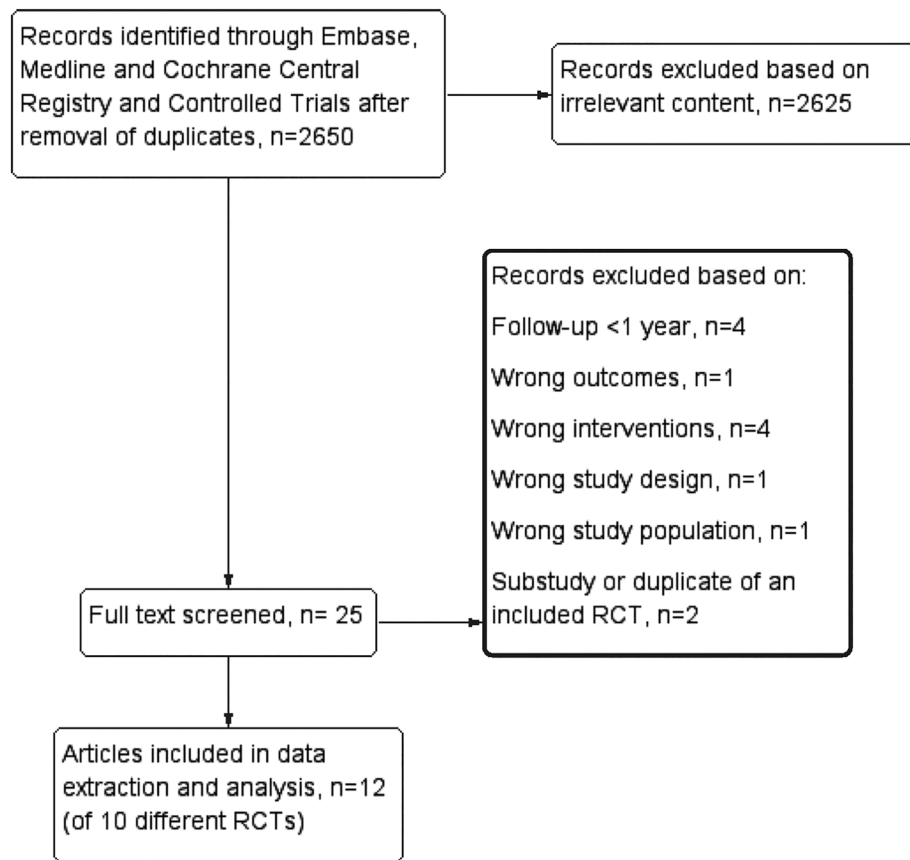 Records identified through Embase,
Medline and Cochrane Central
Registry and Controlled Trials after
removal of duplicates, n=2650
Records excluded based on
irrelevant content, n=2625
Records excluded based on:
Follow-up <1 year, n=4
Wrong outcomes, n=1
Wrong interventions, n=4
Wrong study design, n=1
Wrong study population, n=1
Substudy or duplicate of an
included RCT, n=2
Full text screened, n= 25
Articles included in data
extraction and analysis, n=12
(of 10 different RCTs)